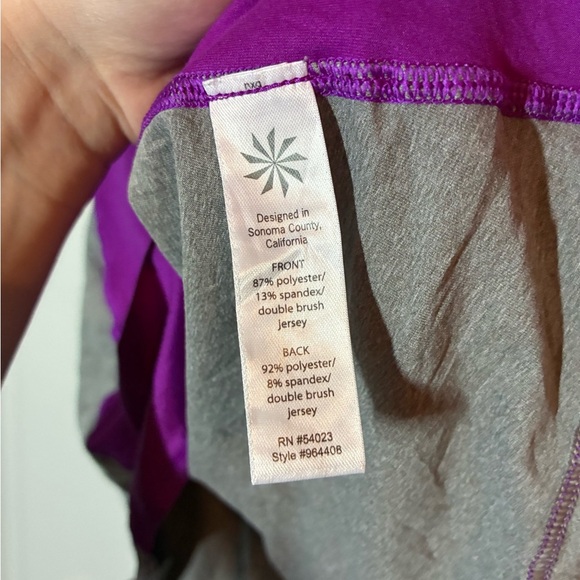 Designed in
Sonoma County,
California
FRONT
87% polyester/
13% spandex/
double brush
jersey
BACK
92% polyester/
8% spandex/
double brush
jersey
RN #54023
Style #964408